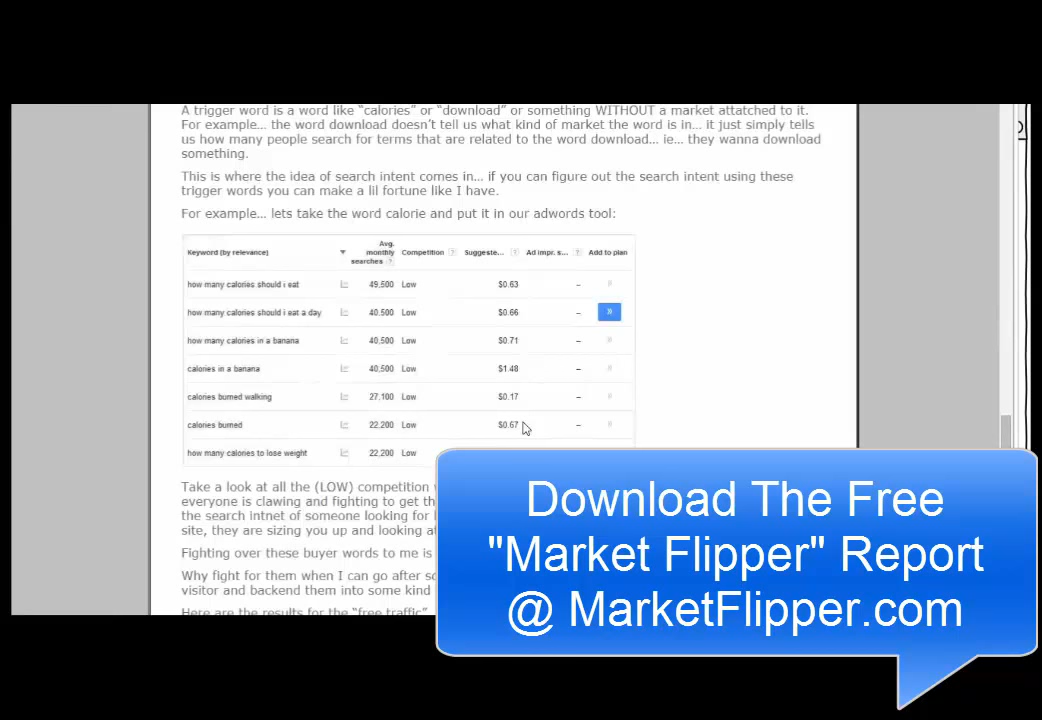 A trigger word is a word like "calories" or "download" or something WITHOUT a market attatched to it.
For example... the word download doesn't tell us what kind of market the word is in... it just simply tells
us how many people search for terms that are related to the word download... ie... they wanna download
something.
This is where the idea of search intent comes in... if you can figure out the search intent using these
trigger words you can make a lil fortune like I have.
For example... lets take the word calorie and put it in our adwords tool:
Keyword (by relevance) Avg. monthly searches ? Competition ? Suggeste... ? Ad impr. s... ? Add to plan
how many calories should i eat 49,500 Low $0.63 – »
how many calories should i eat a day 40,500 Low $0.66 – »
how many calories in a banana 40,500 Low $0.71 – »
calories in a banana 40,500 Low $1.48 – »
calories burned walking 27,100 Low $0.17 – »
calories burned 22,200 Low $0.67 – »
how many calories to lose weight 22,200 Low
Take a look at all the (LOW) competition
everyone is clawing and fighting to get
the search intnet of someone looking for
site, they are sizing you up and looking
Fighting over these buyer words to me is
Why fight for them when I can go after
visitor and backend them into some kind
Here are the results for the "free traffic"
Download The Free
"Market Flipper" Report
@ MarketFlipper.com